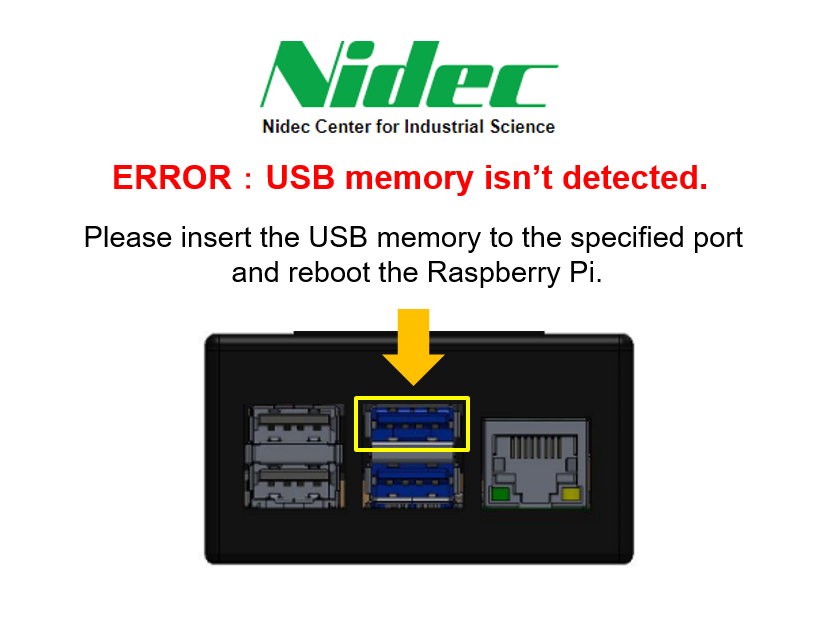 Nidec
Nidec Center for Industrial Science
ERROR：USB memory isn’t detected.
Please insert the USB memory to the specified port
and reboot the Raspberry Pi.